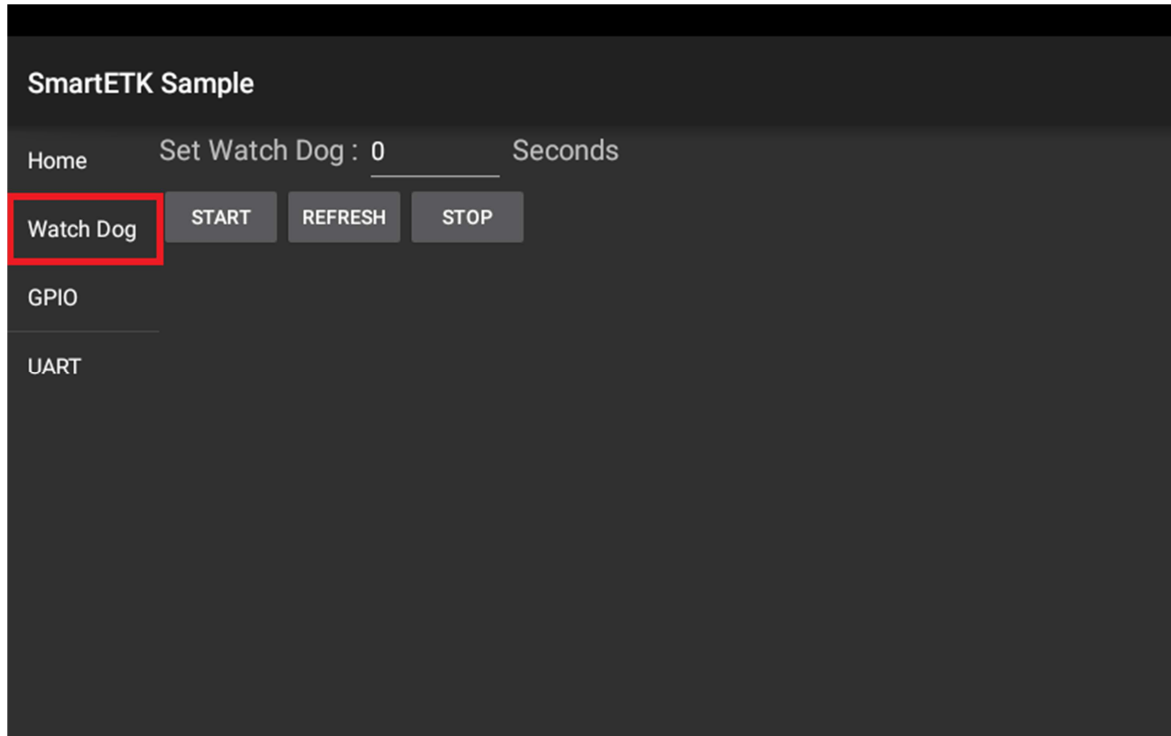 SmartETK Sample
Home
Set Watch Dog : 0 Seconds
Watch Dog
START REFRESH STOP
GPIO
UART